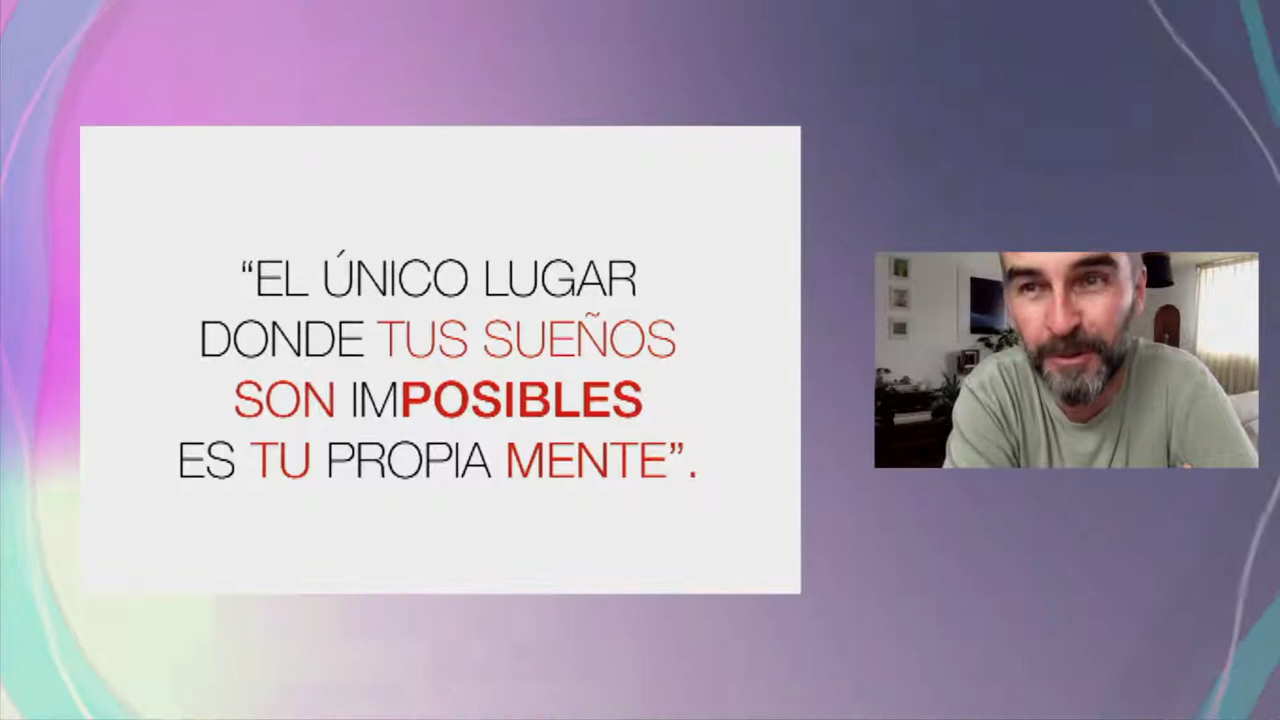 “EL ÚNICO LUGAR
DONDE TUS SUEÑOS
SON IMPOSIBLES
ES TU PROPIA MENTE”.